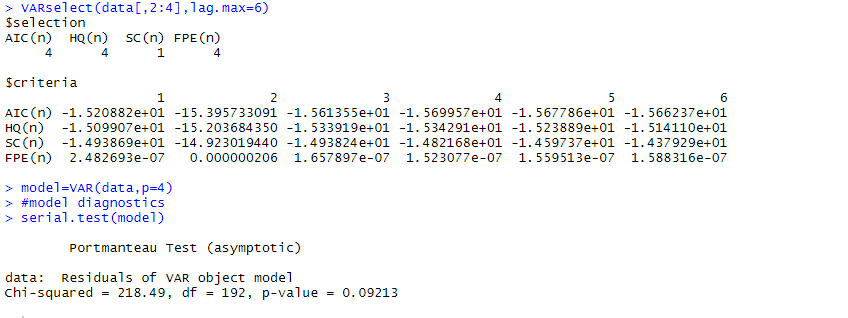 > VARselect(data[,2:4],lag.max=6)
$selection
AIC(n)  HQ(n)  SC(n) FPE(n)
     4      4      1      4
$criteria
                   1             2             3             4             5             6
AIC(n) -1.520882e+01 -15.395733091 -1.561355e+01 -1.569957e+01 -1.567786e+01 -1.566237e+01
HQ(n)  -1.509907e+01 -15.203684350 -1.533919e+01 -1.534291e+01 -1.523889e+01 -1.514110e+01
SC(n)  -1.493869e+01 -14.923019440 -1.493824e+01 -1.482168e+01 -1.459737e+01 -1.437929e+01
FPE(n)  2.482693e-07   0.000000206  1.657897e-07  1.523077e-07  1.559513e-07  1.588316e-07
> model=VAR(data,p=4)
> #model diagnostics
> serial.test(model)
        Portmanteau Test (asymptotic)
data:  Residuals of VAR object model
Chi-squared = 218.49, df = 192, p-value = 0.09213